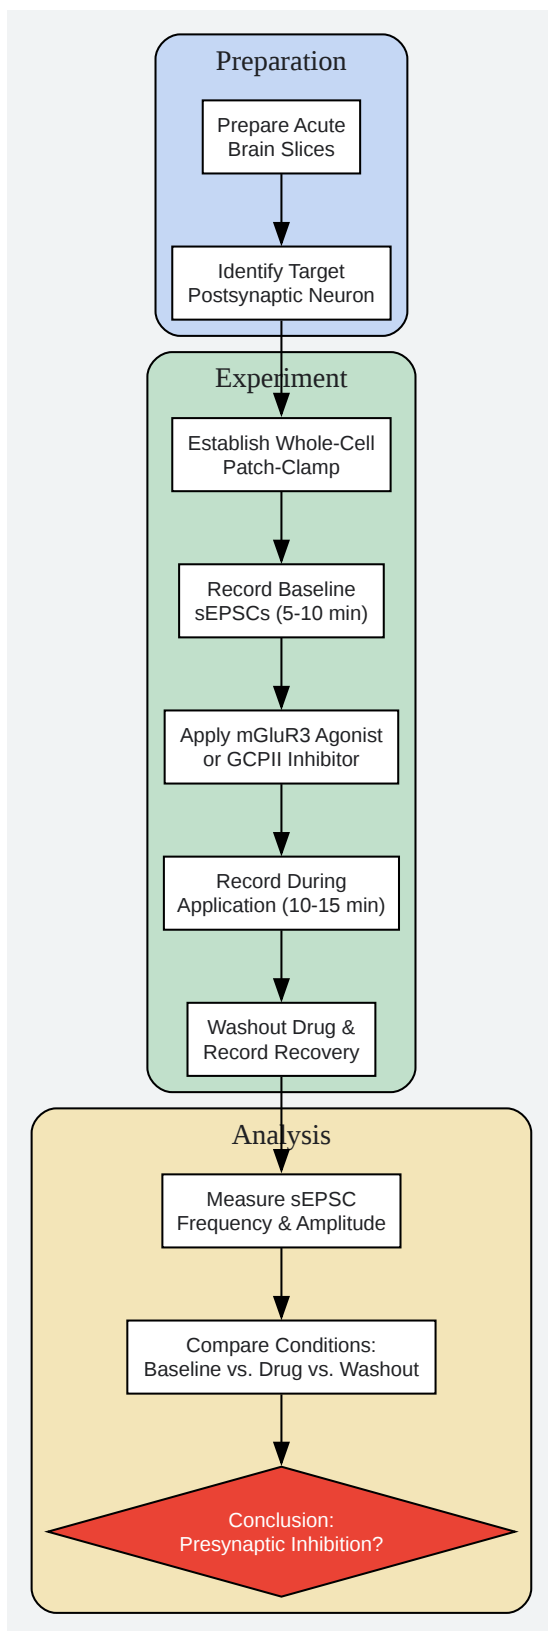 Preparation
Prepare Acute
Brain Slices
Identify Target
Postsynaptic Neuron
Experiment
Establish Whole-Cell
Patch-Clamp
Record Baseline
sEPSCs (5-10 min)
Apply mGluR3 Agonist
or GCPII Inhibitor
Record During
Application (10-15 min)
Washout Drug &
Record Recovery
Analysis
Measure sEPSC
Frequency & Amplitude
Compare Conditions:
Baseline vs. Drug vs. Washout
Conclusion:
Presynaptic Inhibition?